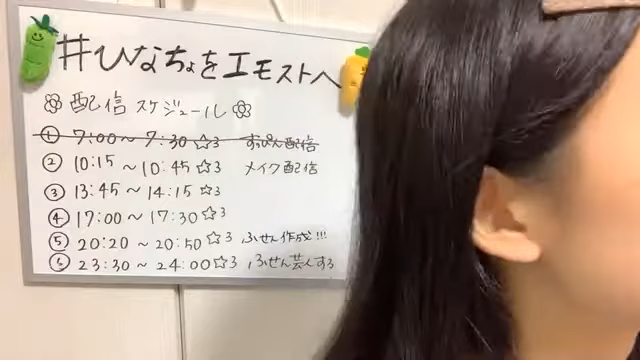 #ひなちょをエモストへ
配信スケジュール
① 7:00〜7:30☆3 すっぴん配信
② 10:15〜10:45☆3 メイク配信
③ 13:45〜14:15☆3
④ 17:00〜17:30☆3
⑤ 20:20〜20:50☆3 ふせん作成!!!
⑥ 23:30〜24:00☆3 ふせん芸人する